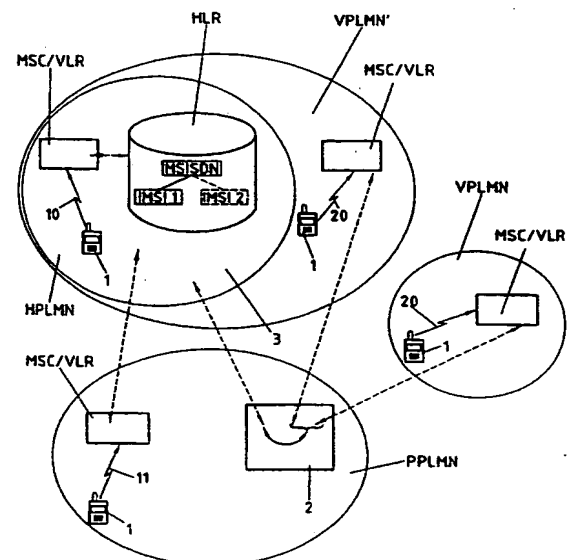 HLR
VPLMN'
MSC/VLR
MSC/VLR
MSISDN
IMSI 1
IMSI 2
10
20
1
1
VPLMN
MSC/VLR
HPLMN
3
20
1
MSC/VLR
11
PPLMN
1
2